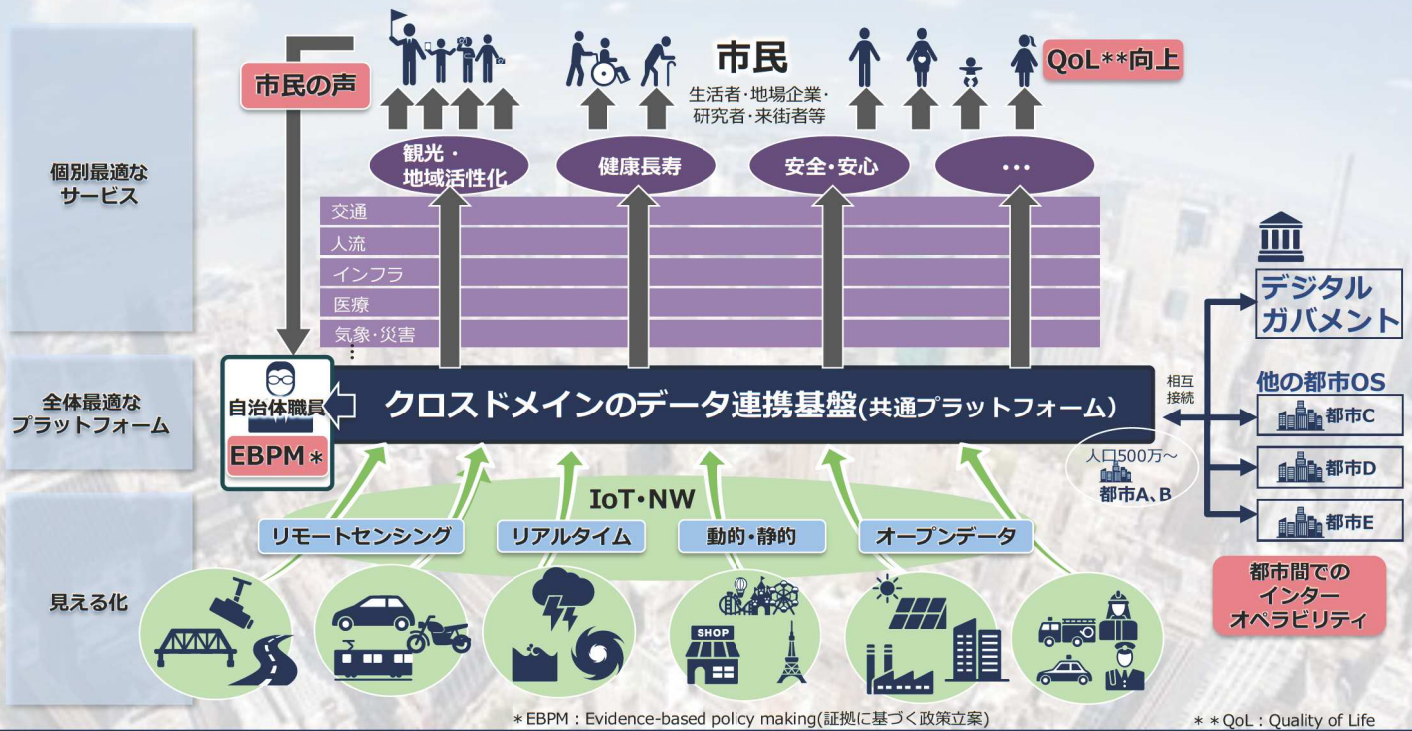 市民の声
市民
生活者・地場企業・
研究者・来街者等
QoL**向上
個別最適な
サービス
観光・
地域活性化
健康長寿
安全・安心
・・・
交通
人流
インフラ
医療
気象・災害
⋮
デジタル
ガバメント
全体最適な
プラットフォーム
自治体職員
EBPM*
クロスドメインのデータ連携基盤(共通プラットフォーム)
相互
接続
他の都市OS
都市C
都市D
都市E
人口500万～
都市A、B
IoT・NW
リモートセンシング
リアルタイム
動的・静的
オープンデータ
見える化
SHOP
都市間での
インター
オペラビリティ
*EBPM : Evidence-based policy making(証拠に基づく政策立案)
**QoL : Quality of Life